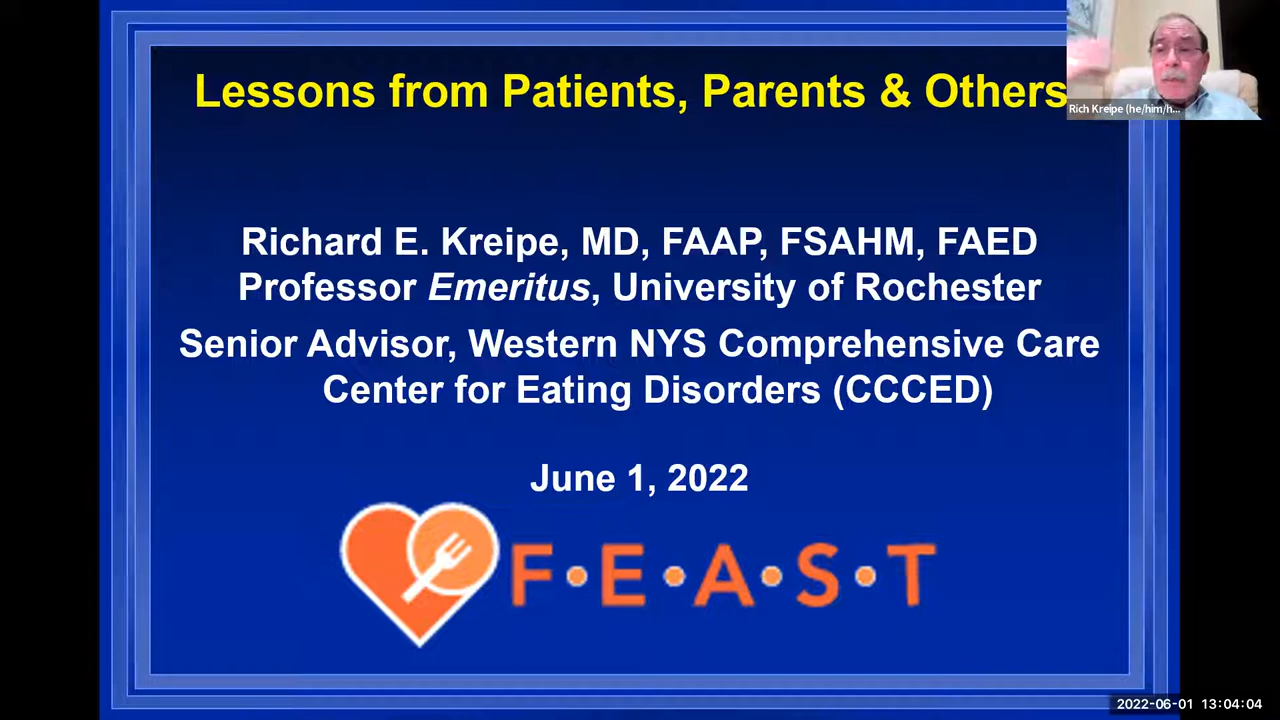 Lessons from Patients, Parents & Others
Rich Kreipe (he/him/h...
Richard E. Kreipe, MD, FAAP, FSAHM, FAED
Professor Emeritus, University of Rochester
Senior Advisor, Western NYS Comprehensive Care
Center for Eating Disorders (CCCED)
June 1, 2022
F•E•A•S•T
2022-06-01 13:04:04